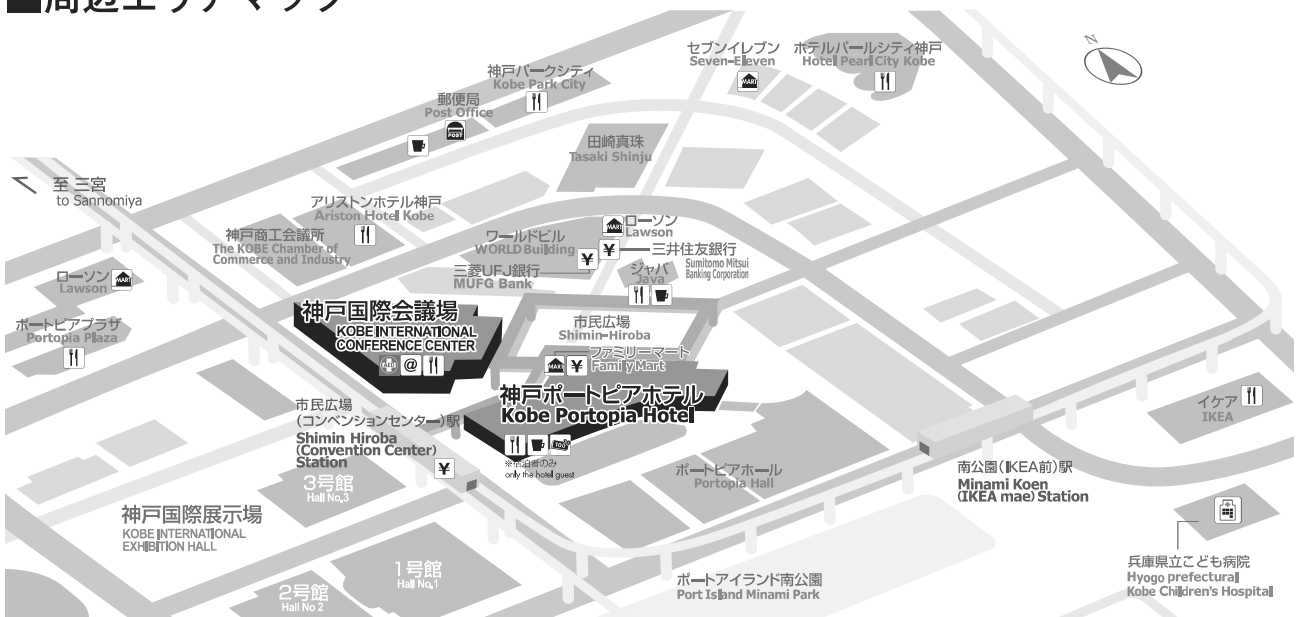 ■周辺エリアマップ
セブンイレブン
Seven-Eleven
ホテルパールシティ神戸
Hotel Pearl City Kobe
N
神戸パークシティ
Kobe Park City
郵便局
Post Office
MART
POST
田崎真珠
Tasaki Shinju
至 三宮
to Sannomiya
アリストンホテル神戸
Ariston Hotel Kobe
神戸商工会議所
The KOBE Chamber of
Commerce and Industry
ワールドビル
WORLD Building
MART
ローソン
Lawson
¥
¥
三井住友銀行
Sumitomo Mitsui
Banking Corporation
三菱UFJ銀行
MUFG Bank
ジャバ
Java
ローソン
Lawson
MART
ポートピアプラザ
Portopia Plaza
神戸国際会議場
KOBE INTERNATIONAL
CONFERENCE CENTER
AED
@
市民広場
Shimin-Hiroba
MART
¥
ファミリーマート
FamilyMart
神戸ポートピアホテル
Kobe Portopia Hotel
100
※宿泊者のみ
only the hotel guest
市民広場
(コンベンションセンター)駅
Shimin Hiroba
(Convention Center)
Station
¥
イケア
IKEA
3号館
Hall No.3
ポートピアホール
Portopia Hall
南公園(IKEA前)駅
Minami Koen
(IKEA mae) Station
神戸国際展示場
KOBE INTERNATIONAL
EXHIBITION HALL
1号館
Hall No.1
2号館
Hall No 2
ポートアイランド南公園
Port Island Minami Park
兵庫県立こども病院
Hyogo prefectural
Kobe Children's Hospital